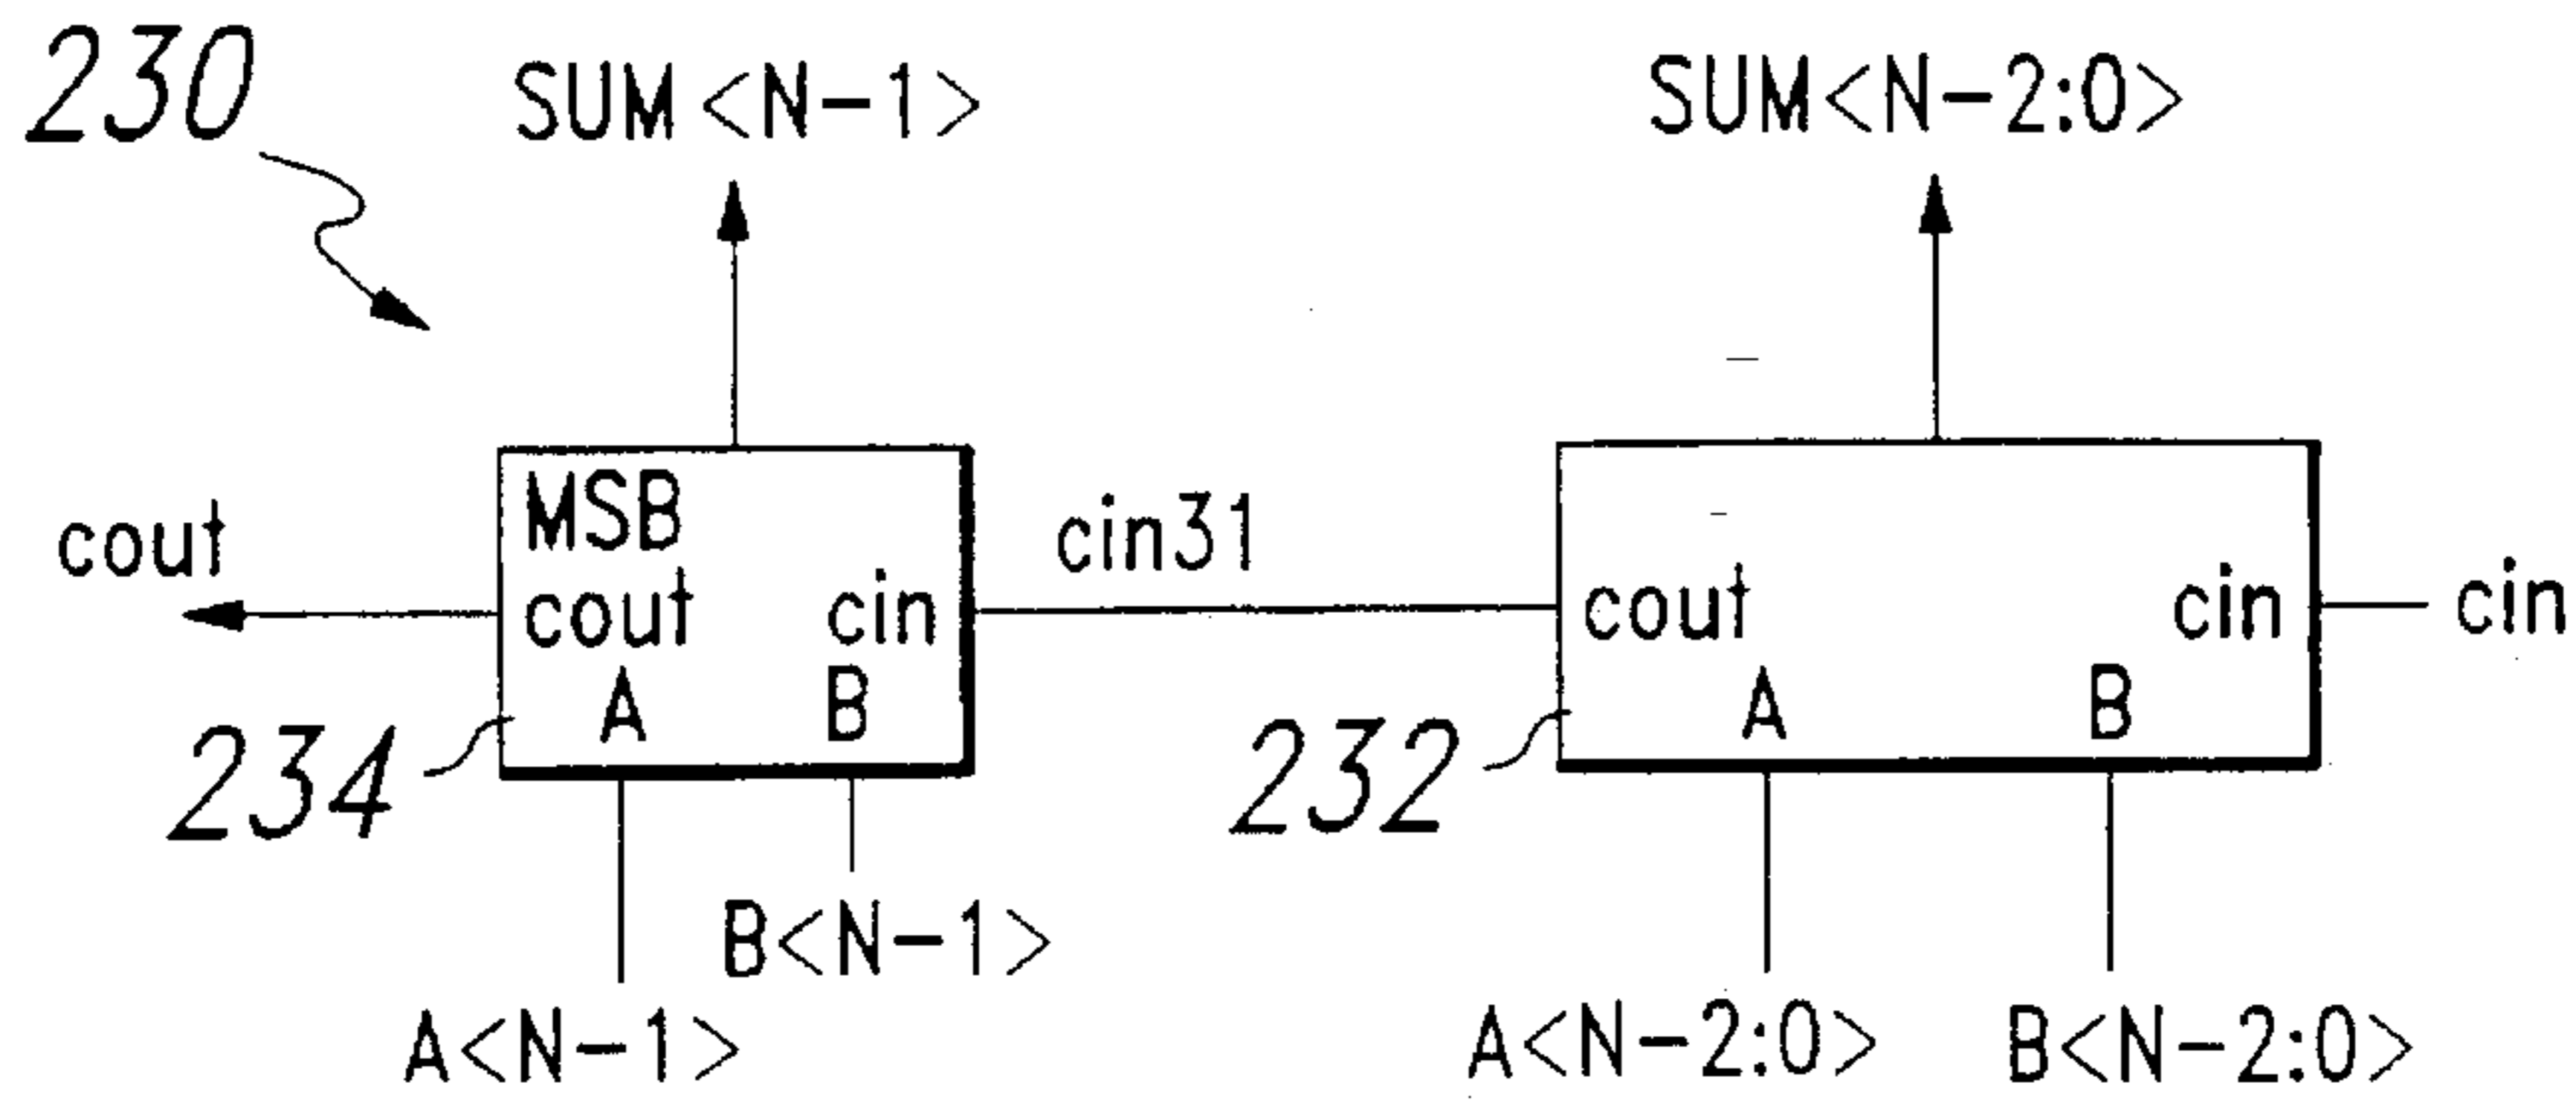 230
SUM<N-1>
SUM<N-2:0>
MSB
cout
cout
cin
cin31
cout
cin
cin
A
B
A
B
234
232
B<N-1>
A<N-1>
A<N-2:0>
B<N-2:0>